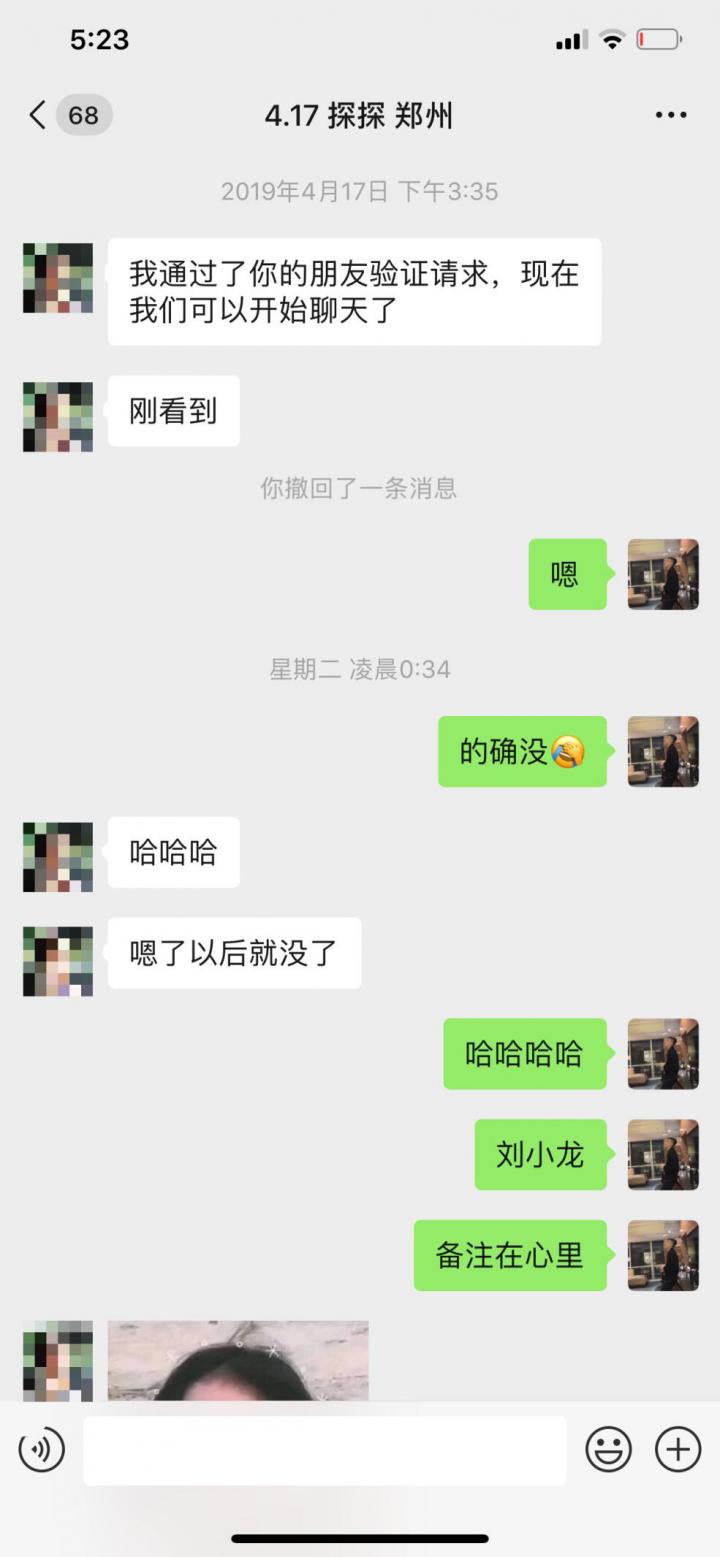 5:23
68
4.17 探探 郑州
2019年4月17日 下午3:35
我通过了你的朋友验证请求，现在
我们可以开始聊天了
刚看到
你撤回了一条消息
嗯
星期二 凌晨0:34
的确没🤣
哈哈哈
嗯了以后就没了
哈哈哈哈
刘小龙
备注在心里